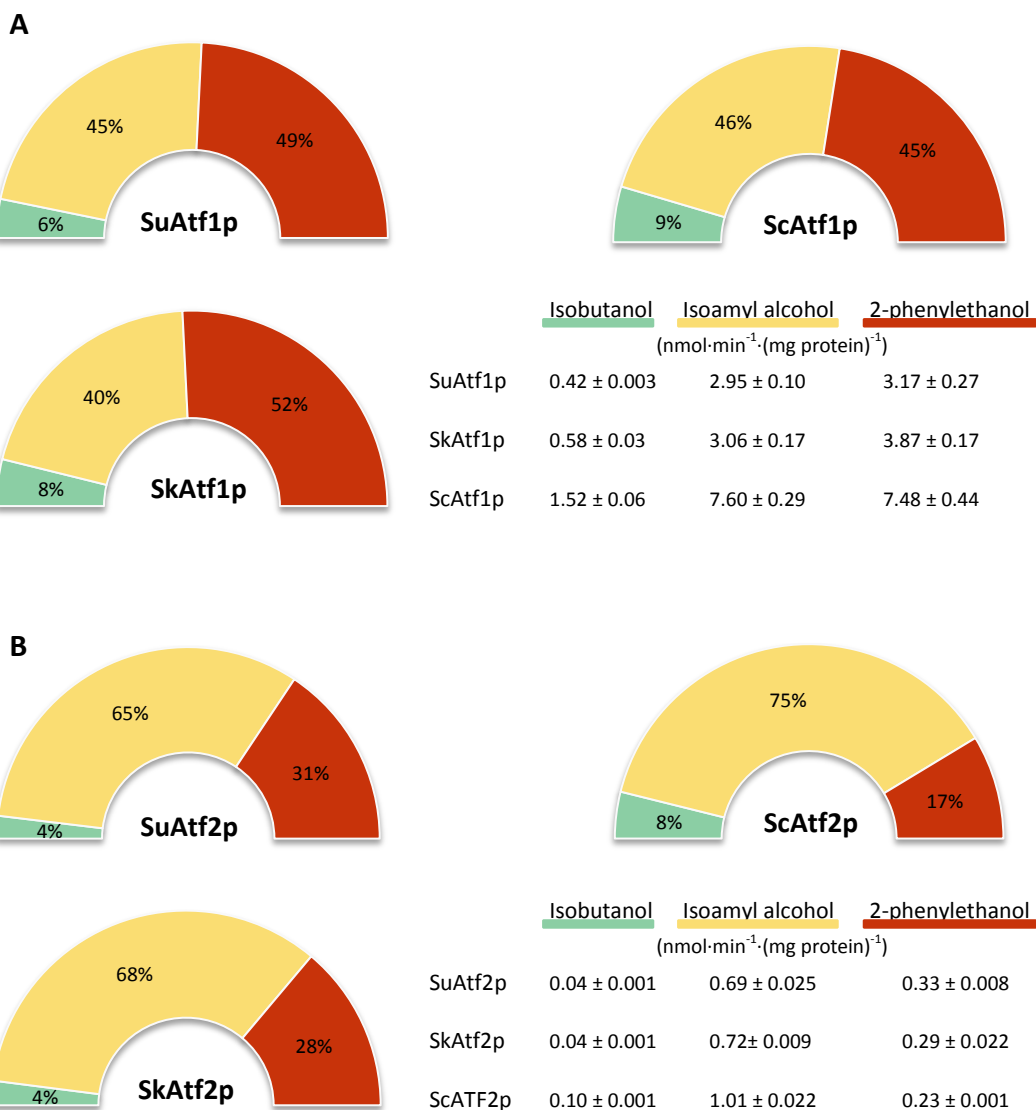 A
45%
49%
6%
SuAtf1p
46%
45%
9%
ScAtf1p
40%
52%
8%
SkAtf1p
Isobutanol Isoamyl alcohol 2-phenylethanol
(nmol·min⁻¹·(mg protein)⁻¹)
SuAtf1p 0.42 ± 0.003 2.95 ± 0.10 3.17 ± 0.27
SkAtf1p 0.58 ± 0.03 3.06 ± 0.17 3.87 ± 0.17
ScAtf1p 1.52 ± 0.06 7.60 ± 0.29 7.48 ± 0.44
B
65%
31%
4%
SuAtf2p
75%
17%
8%
ScAtf2p
68%
28%
4%
SkAtf2p
Isobutanol Isoamyl alcohol 2-phenylethanol
(nmol·min⁻¹·(mg protein)⁻¹)
SuAtf2p 0.04 ± 0.001 0.69 ± 0.025 0.33 ± 0.008
SkAtf2p 0.04 ± 0.001 0.72± 0.009 0.29 ± 0.022
ScATF2p 0.10 ± 0.001 1.01 ± 0.022 0.23 ± 0.001